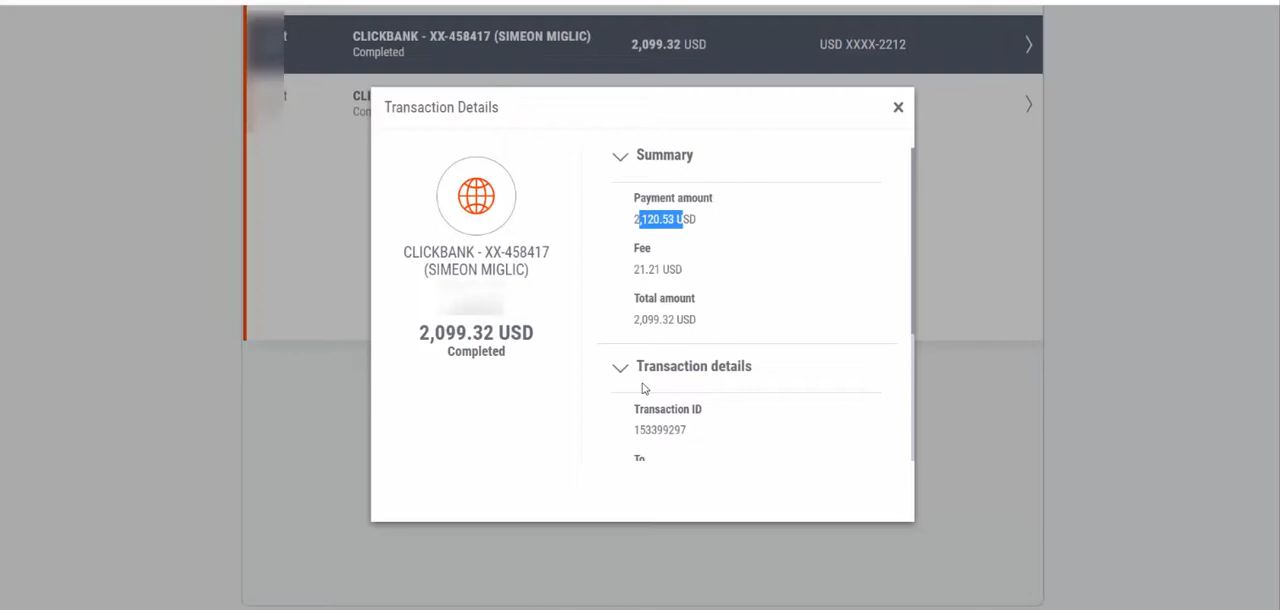 CLICKBANK - XX-458417 (SIMEON MIGLIC)
Completed
2,099.32 USD
USD XXXX-2212
Transaction Details
Summary
Payment amount
2,120.53 USD
Fee
21.21 USD
Total amount
2,099.32 USD
CLICKBANK - XX-458417
(SIMEON MIGLIC)
2,099.32 USD
Completed
Transaction details
Transaction ID
153399297
To